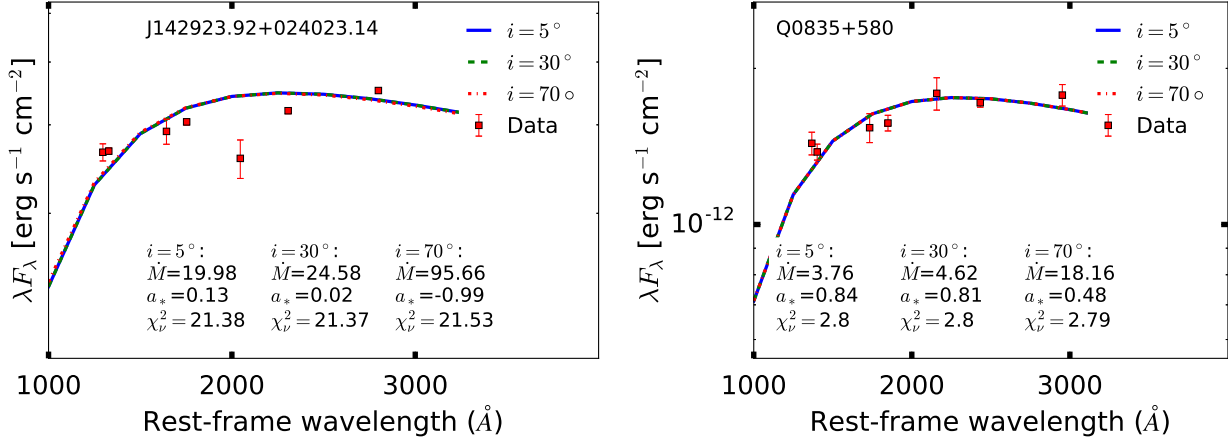 J142923.92+024023.14
i = 5°
i = 30°
i = 70°
Data
λF_λ [erg s⁻¹ cm⁻²]
i = 5°: i = 30°: i = 70°:
Ṁ=19.98 Ṁ=24.58 Ṁ=95.66
a_*=0.13 a_*=0.02 a_*=-0.99
χ²_ν = 21.38 χ²_ν = 21.37 χ²_ν = 21.53
1000 2000 3000
Rest-frame wavelength (Å)
Q0835+580
i = 5°
i = 30°
i = 70°
Data
λF_λ [erg s⁻¹ cm⁻²]
10⁻¹²
i = 5°: i = 30°: i = 70°:
Ṁ=3.76 Ṁ=4.62 Ṁ=18.16
a_*=0.84 a_*=0.81 a_*=0.48
χ²_ν = 2.8 χ²_ν = 2.8 χ²_ν = 2.79
1000 2000 3000
Rest-frame wavelength (Å)